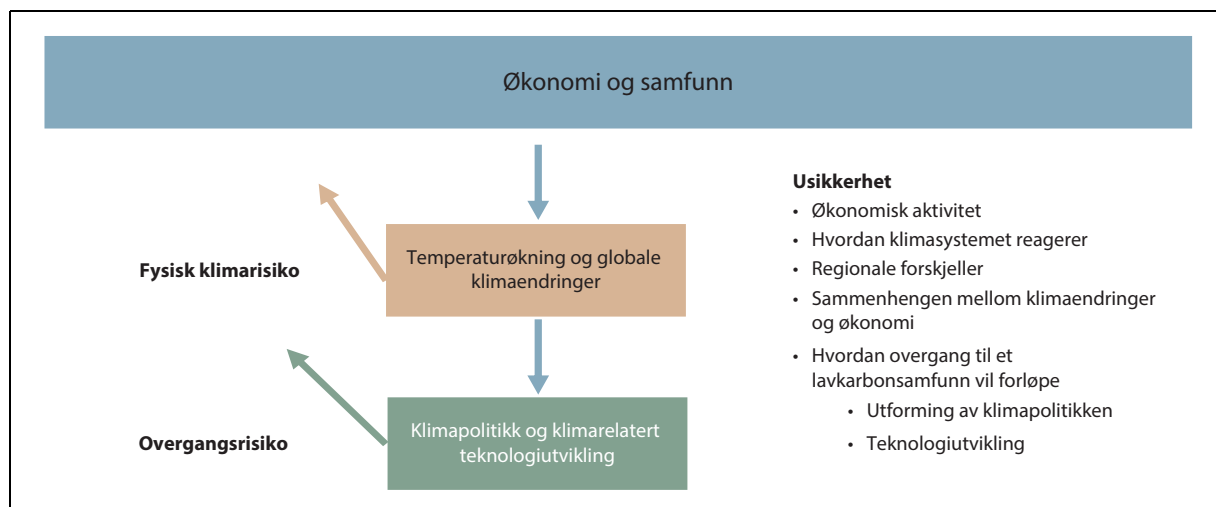 Økonomi og samfunn
Fysisk klimarisiko
Temperaturøkning og globale
klimaendringer
Overgangsrisiko
Klimapolitikk og klimarelatert
teknologiutvikling
Usikkerhet
• Økonomisk aktivitet
• Hvordan klimasystemet reagerer
• Regionale forskjeller
• Sammenhengen mellom klimaendringer
og økonomi
• Hvordan overgang til et
lavkarbonsamfunn vil forløpe
• Utforming av klimapolitikken
• Teknologiutvikling